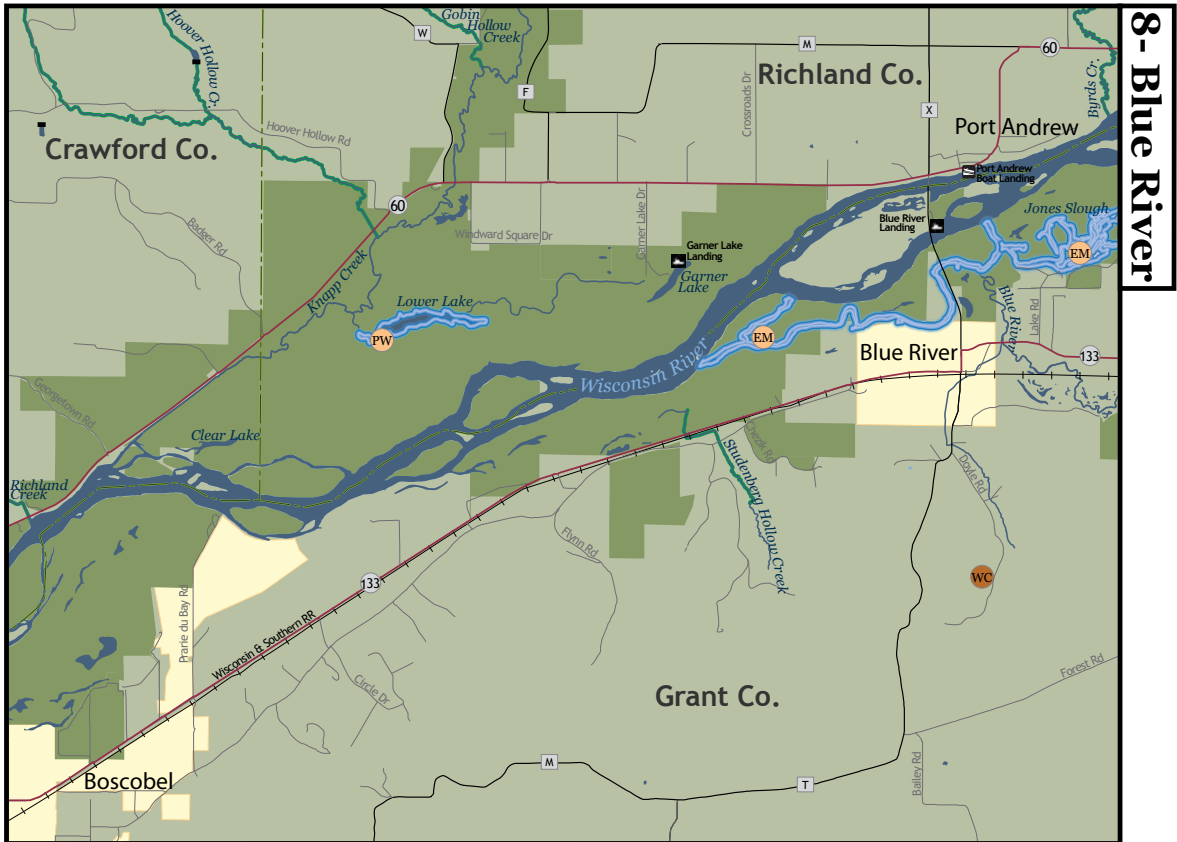 8- Blue River
Gobin
Hollow
Creek
Hoover Hollow Cr.
W
M
60
Richland Co.
Crossroads Dr
F
X
Byrds Cr.
Hoover Hollow Rd
Crawford Co.
Port Andrew
Port Andrew
Boat Landing
60
Garner Lake Dr
Badger Rd
Windward Square Dr
Blue River
Landing
Jones Slough
Garner Lake
Landing
EM
Garner
Lake
Knapp Creek
Lower Lake
PW
EM
Blue River
Lake Rd
Blue River
133
Wisconsin River
Georgetown Rd
Clear Lake
Chezik Rd
Studenberg Hollow Creek
Doyle Rd
Richland
Creek
Flynn Rd
133
WC
Prarie du Bay Rd
Wisconsin & Southern RR
Circle Dr
Grant Co.
Forest Rd
Boscobel
M
T
Bailey Rd